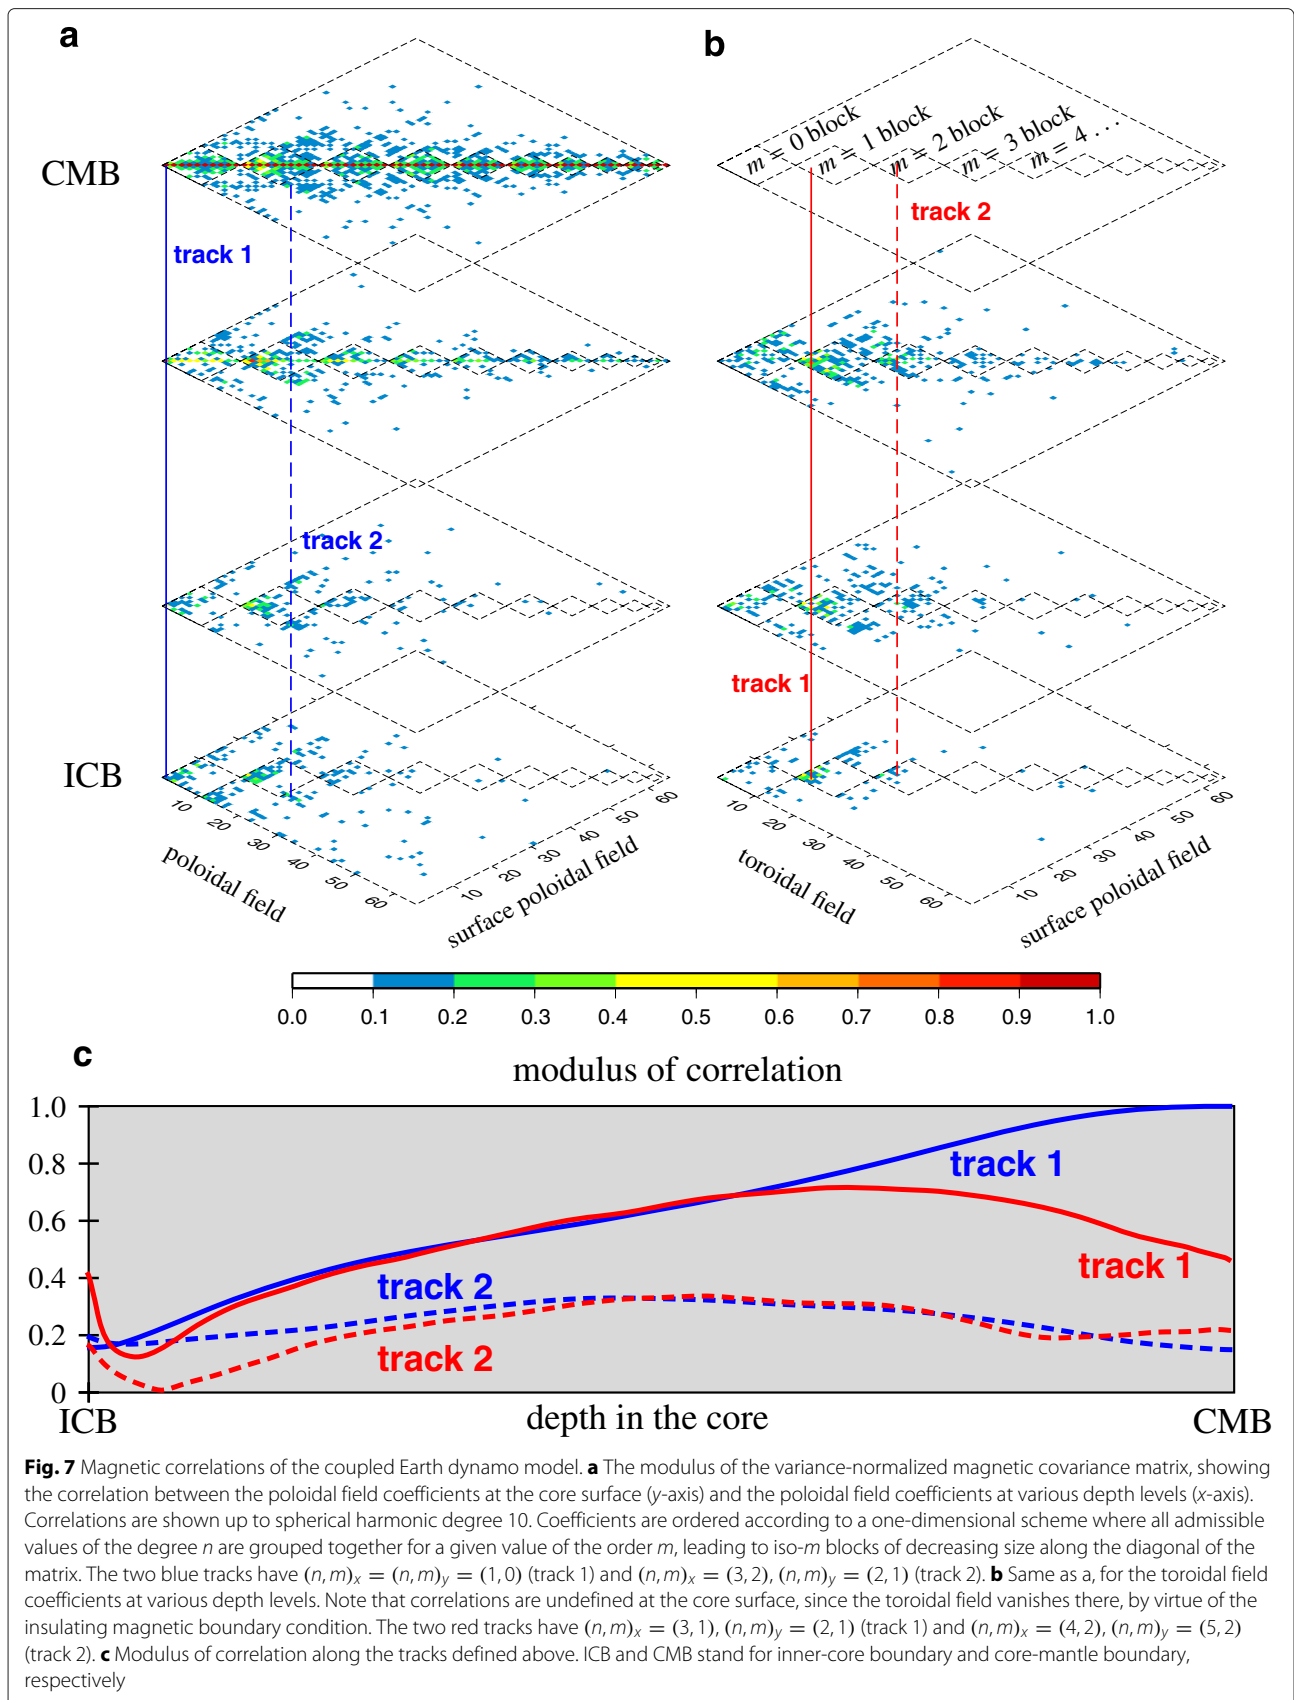 a
b
m = 0 block
m = 1 block
m = 2 block
m = 3 block
m = 4 . . .
CMB
track 1
track 2
track 2
track 1
ICB
10
20
30
40
50
60
poloidal field
10
20
30
40
50
60
surface poloidal field
10
20
30
40
50
60
toroidal field
10
20
30
40
50
60
surface poloidal field
0.0 0.1 0.2 0.3 0.4 0.5 0.6 0.7 0.8 0.9 1.0
modulus of correlation
c
1.0
0.8
0.6
0.4
0.2
0
track 1
track 1
track 2
track 2
ICB
depth in the core
CMB
Fig. 7 Magnetic correlations of the coupled Earth dynamo model. a The modulus of the variance-normalized magnetic covariance matrix, showing
the correlation between the poloidal field coefficients at the core surface (y-axis) and the poloidal field coefficients at various depth levels (x-axis).
Correlations are shown up to spherical harmonic degree 10. Coefficients are ordered according to a one-dimensional scheme where all admissible
values of the degree n are grouped together for a given value of the order m, leading to iso-m blocks of decreasing size along the diagonal of the
matrix. The two blue tracks have (n, m)x = (n, m)y = (1, 0) (track 1) and (n, m)x = (3, 2), (n, m)y = (2, 1) (track 2). b Same as a, for the toroidal field
coefficients at various depth levels. Note that correlations are undefined at the core surface, since the toroidal field vanishes there, by virtue of the
insulating magnetic boundary condition. The two red tracks have (n, m)x = (3, 1), (n, m)y = (2, 1) (track 1) and (n, m)x = (4, 2), (n, m)y = (5, 2)
(track 2). c Modulus of correlation along the tracks defined above. ICB and CMB stand for inner-core boundary and core-mantle boundary,
respectively